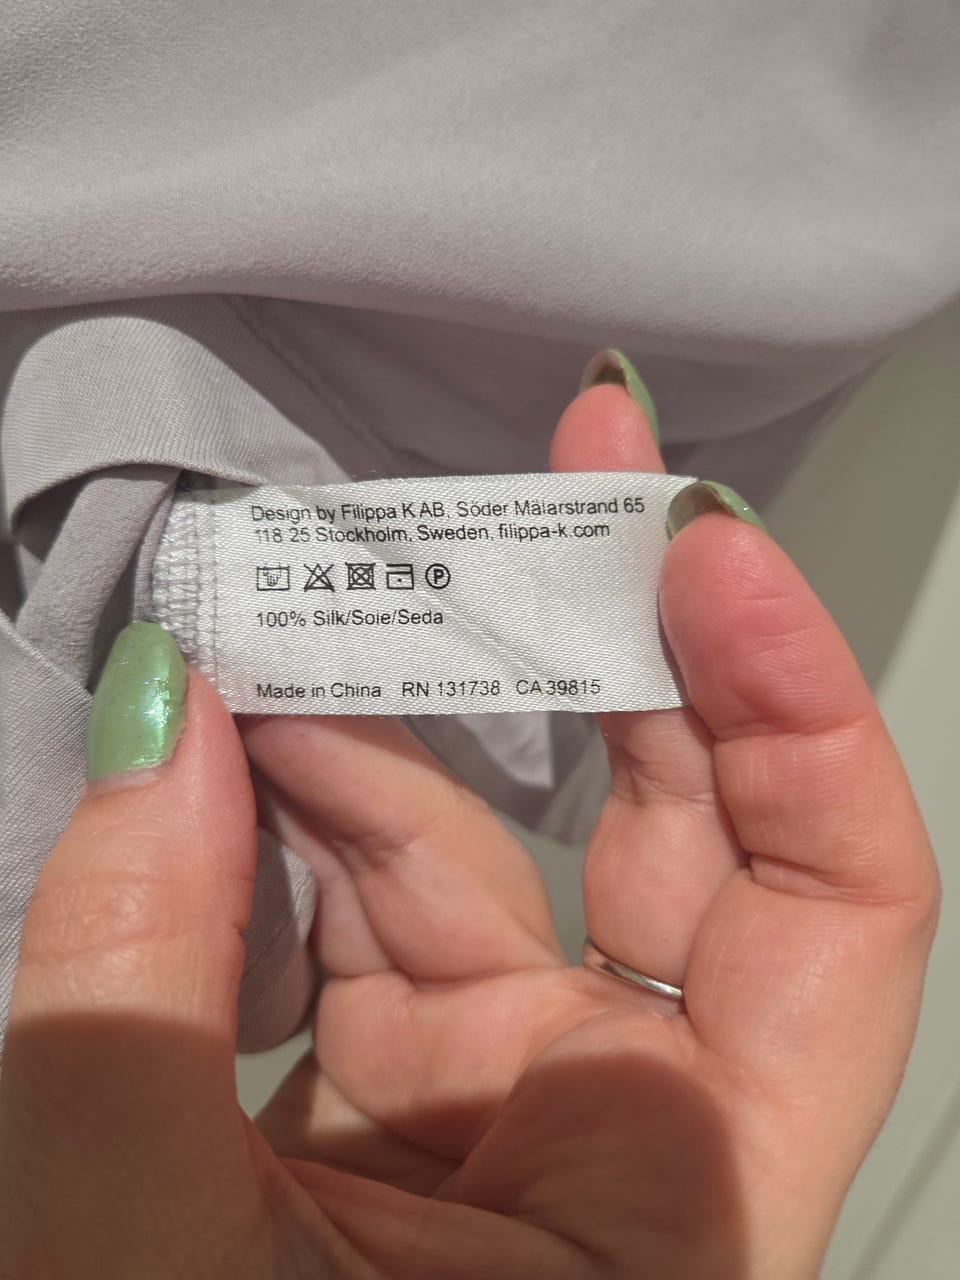 Design by Filippa K AB, Söder Mälarstrand 65
118 25 Stockholm, Sweden, filippa-k.com
P
100% Silk/Soie/Seda
Made in China RN 131738 CA 39815